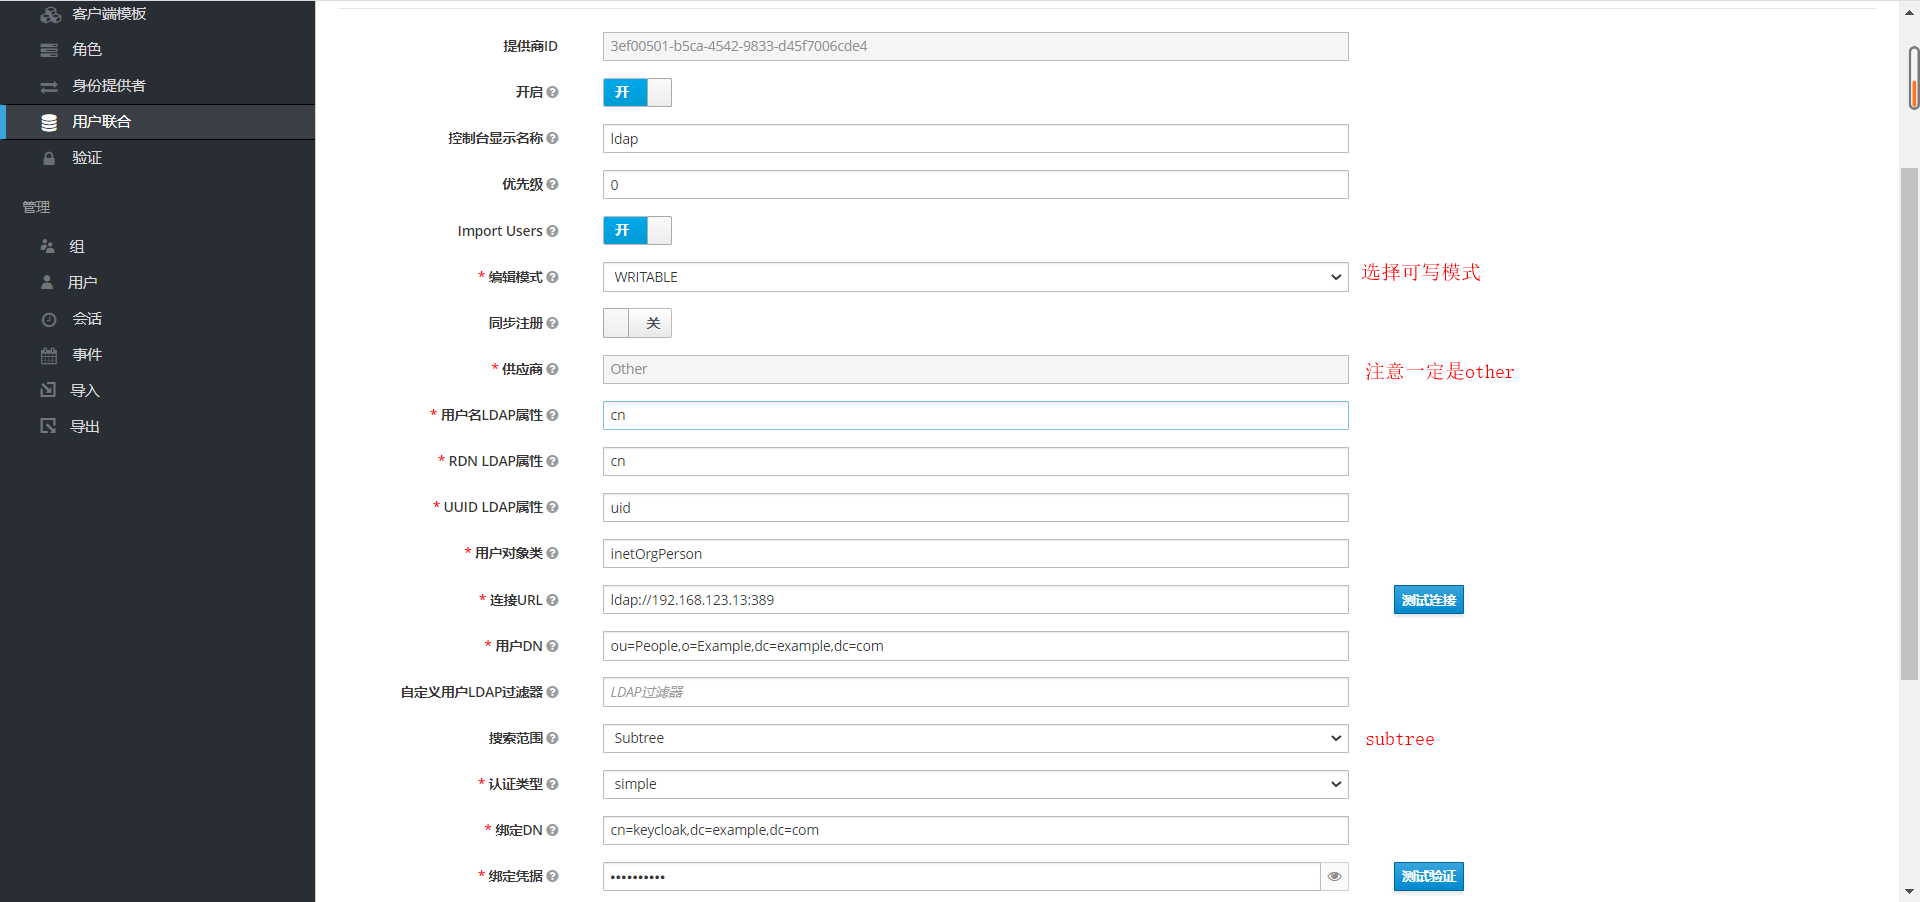 客户端模板
角色
身份提供者
用户联合
验证
管理
组
用户
会话
事件
导入
导出
提供商ID 3ef00501-b5ca-4542-9833-d45f7006cde4
开启 开
控制台显示名称 ldap
优先级 0
Import Users 开
* 编辑模式 WRITABLE 选择可写模式
同步注册 关
* 供应商 Other 注意一定是other
* 用户名LDAP属性 cn
* RDN LDAP属性 cn
* UUID LDAP属性 uid
* 用户对象类 inetOrgPerson
* 连接URL ldap://192.168.123.13:389 测试连接
* 用户DN ou=People,o=Example,dc=example,dc=com
自定义用户LDAP过滤器 LDAP过滤器
搜索范围 Subtree subtree
* 认证类型 simple
* 绑定DN cn=keycloak,dc=example,dc=com
* 绑定凭据 •••••••••• 测试验证